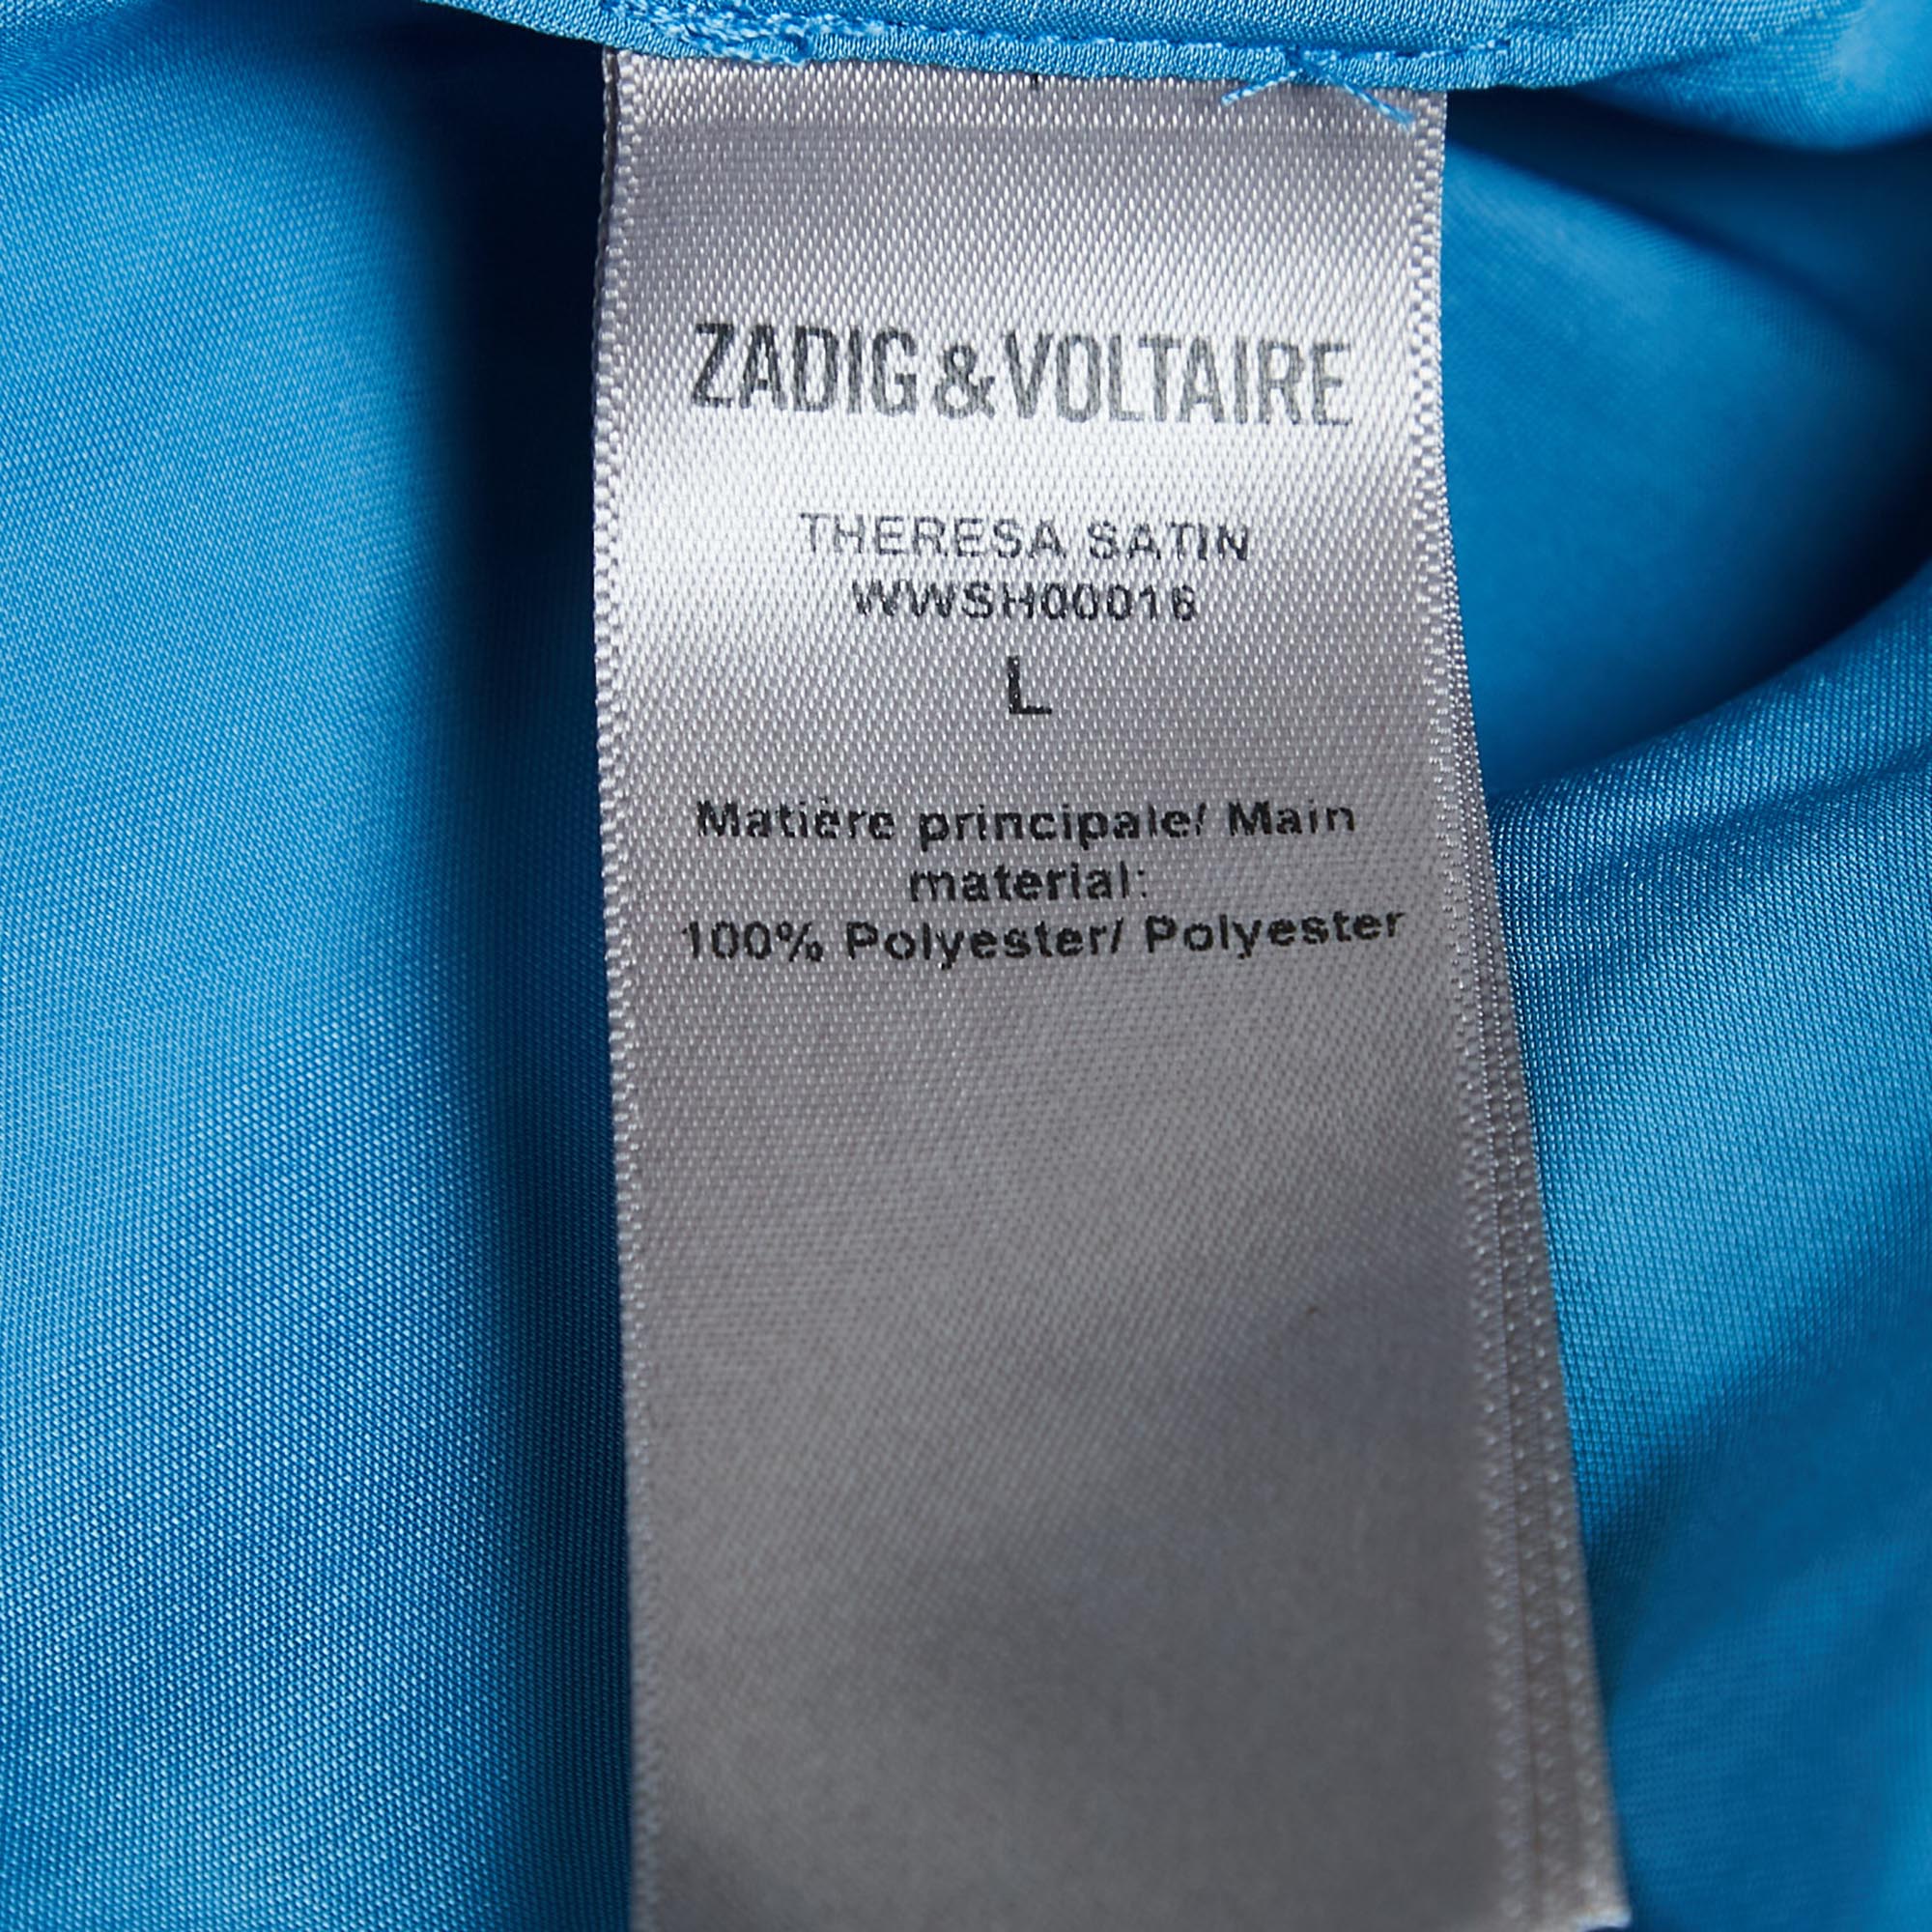 ZADIG&VOLTAIRE
THERESA SATIN
WWSH00016
L
Matière principale/ Main
material:
100% Polyester/ Polyester